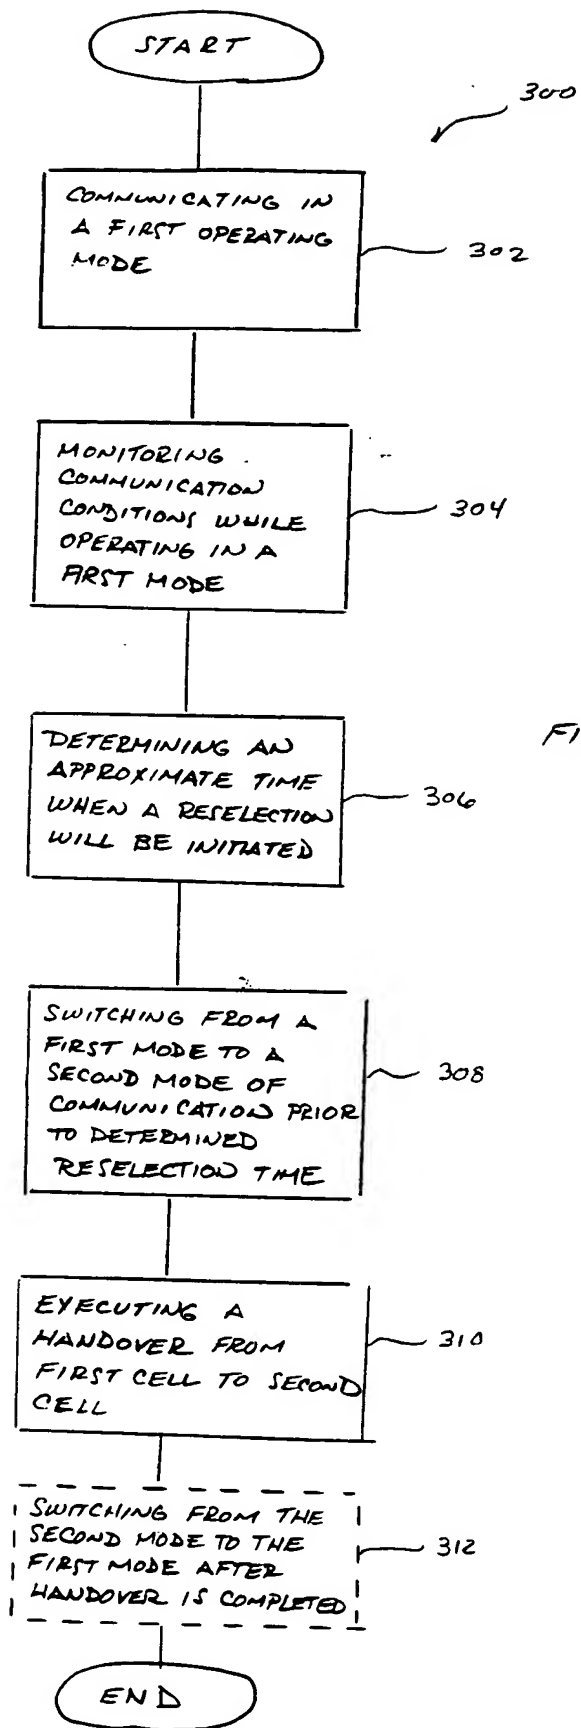 START
300
COMMUNICATING IN
A FIRST OPERATING
MODE
302
MONITORING
COMMUNICATION
CONDITIONS WHILE
OPERATING IN A
FIRST MODE
304
DETERMINING AN
APPROXIMATE TIME
WHEN A RESELECTION
WILL BE INITIATED
306
FI
SWITCHING FROM A
FIRST MODE TO A
SECOND MODE OF
COMMUNICATION PRIOR
TO DETERMINED
RESELECTION TIME
308
EXECUTING A
HANDOVER FROM
FIRST CELL TO SECOND
CELL
310
SWITCHING FROM THE
SECOND MODE TO THE
FIRST MODE AFTER
HANDOVER IS COMPLETED
312
END